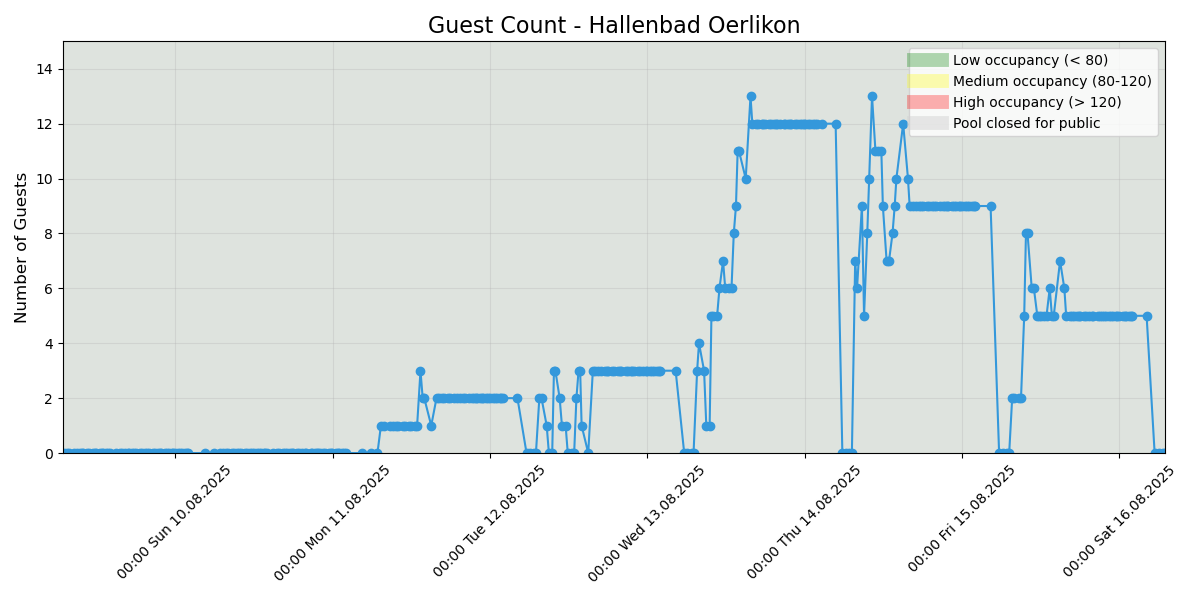 Guest Count - Hallenbad Oerlikon
Low occupancy (< 80)
Medium occupancy (80-120)
High occupancy (> 120)
Pool closed for public
Number of Guests
14
12
10
8
6
4
2
0
00:00 Sun 10.08.2025
00:00 Mon 11.08.2025
00:00 Tue 12.08.2025
00:00 Wed 13.08.2025
00:00 Thu 14.08.2025
00:00 Fri 15.08.2025
00:00 Sat 16.08.2025